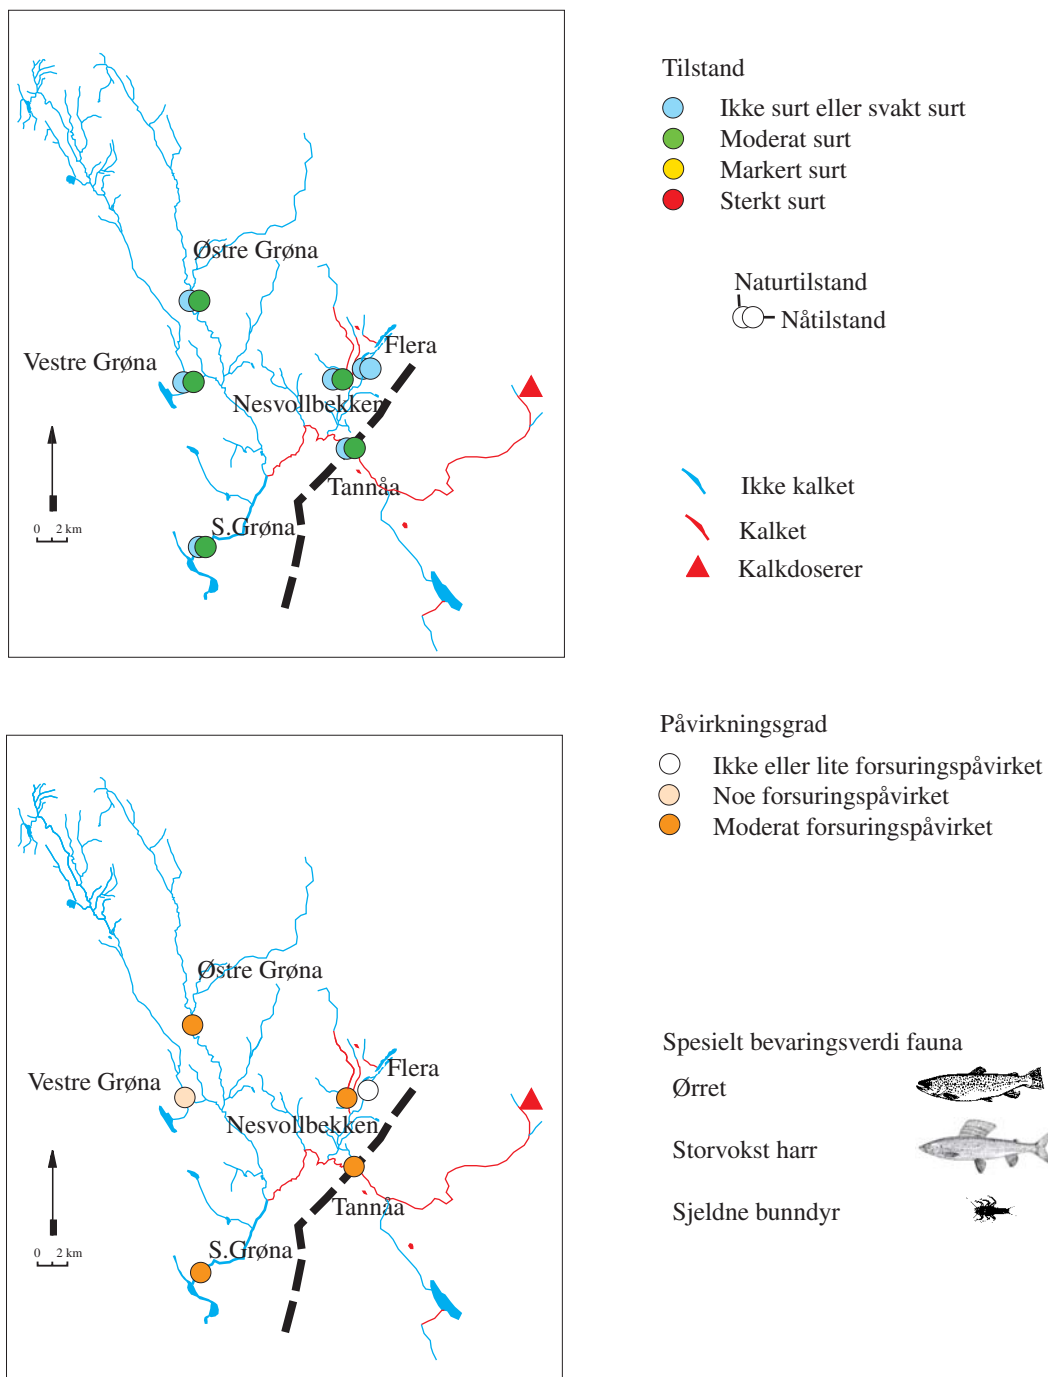 Tilstand
Ikke surt eller svakt surt
Moderat surt
Markert surt
Sterkt surt
Naturtilstand
Nåtilstand
Østre Grøna
Vestre Grøna
Flera
Nesvollbekken
Tannåa
S.Grøna
0 2 km
Ikke kalket
Kalket
Kalkdoserer
Påvirkningsgrad
Ikke eller lite forsuringspåvirket
Noe forsuringspåvirket
Moderat forsuringspåvirket
Østre Grøna
Vestre Grøna
Flera
Nesvollbekken
Tannåa
S.Grøna
0 2 km
Spesielt bevaringsverdi fauna
Ørret
Storvokst harr
Sjeldne bunndyr